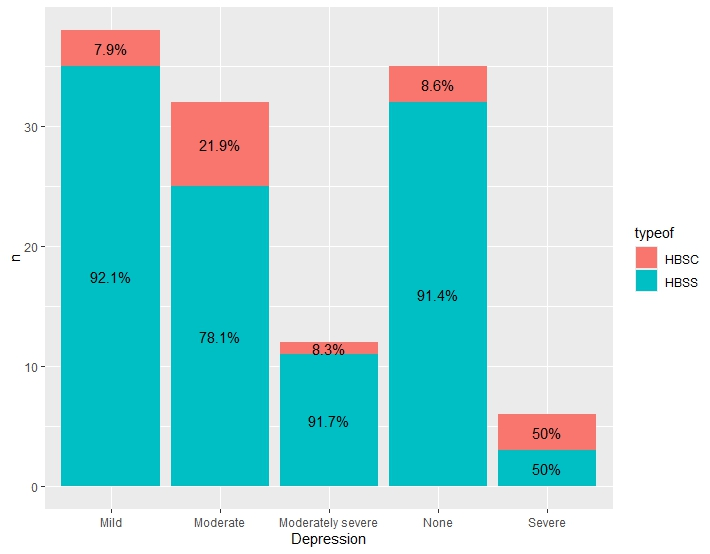 7.9%
8.6%
30
21.9%
typeof
HBSC
HBSS
n
20
92.1%
91.4%
78.1%
10
8.3%
91.7%
50%
50%
0
Mild Moderate Moderately severe None Severe
Depression